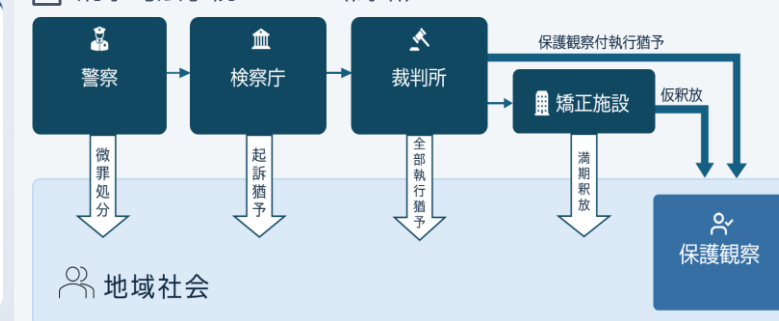 警察
検察庁
裁判所
保護観察付執行猶予
矯正施設
仮釈放
微罪処分
起訴猶予
全部執行猶予
満期釈放
保護観察
地域社会